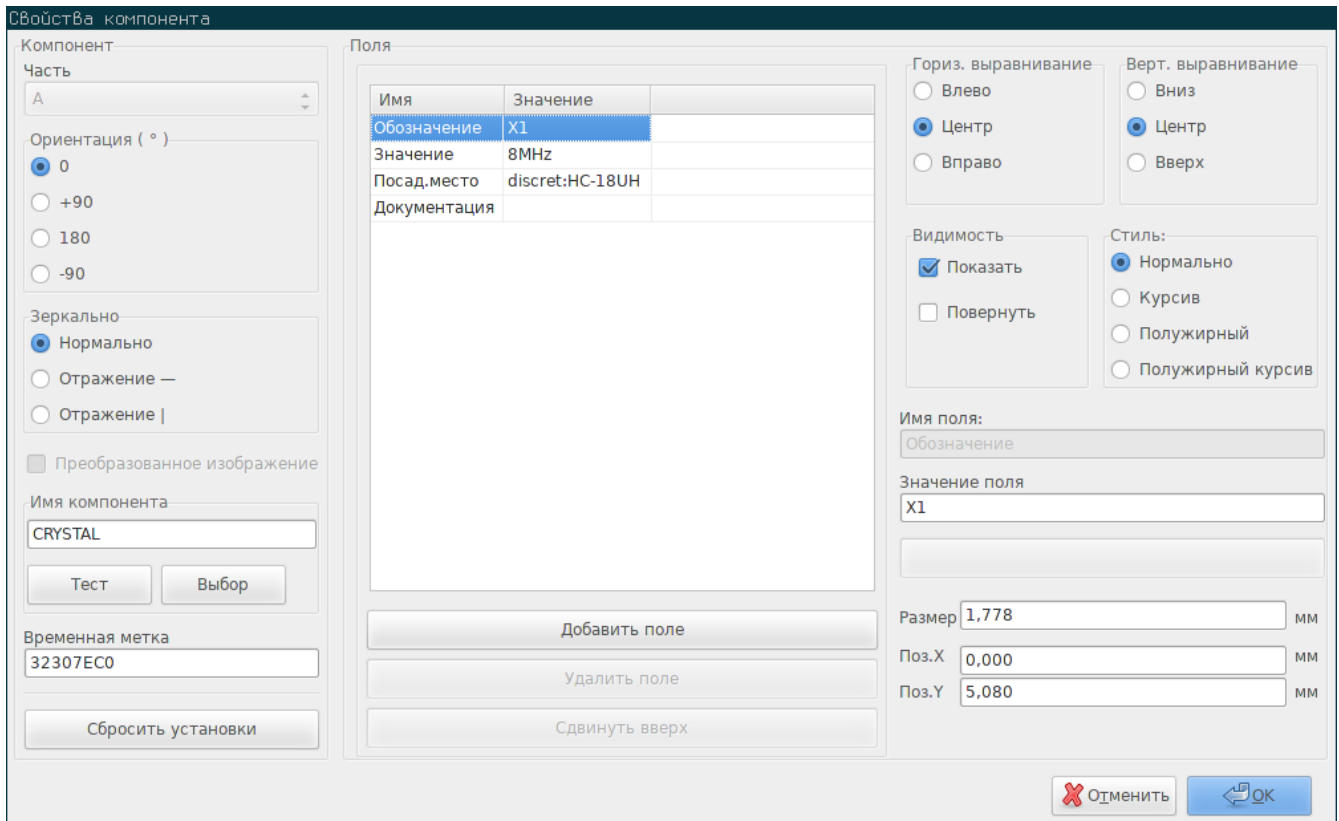 Свойства компонента
Компонент
Часть
A
Ориентация ( ° )
0
+90
180
-90
Зеркально
Нормально
Отражение —
Отражение |
Преобразованное изображение
Имя компонента
CRYSTAL
Тест Выбор
Временная метка
32307EC0
Сбросить установки
Поля
Имя Значение
Обозначение X1
Значение 8MHz
Посад.место discret:HC-18UH
Документация
Добавить поле
Удалить поле
Сдвинуть вверх
Гориз. выравнивание
Влево
Центр
Вправо
Верт. выравнивание
Вниз
Центр
Вверх
Видимость
Показать
Повернуть
Стиль:
Нормально
Курсив
Полужирный
Полужирный курсив
Имя поля:
Обозначение
Значение поля
X1
Размер 1,778 мм
Поз.X 0,000 мм
Поз.Y 5,080 мм
Отменить OK